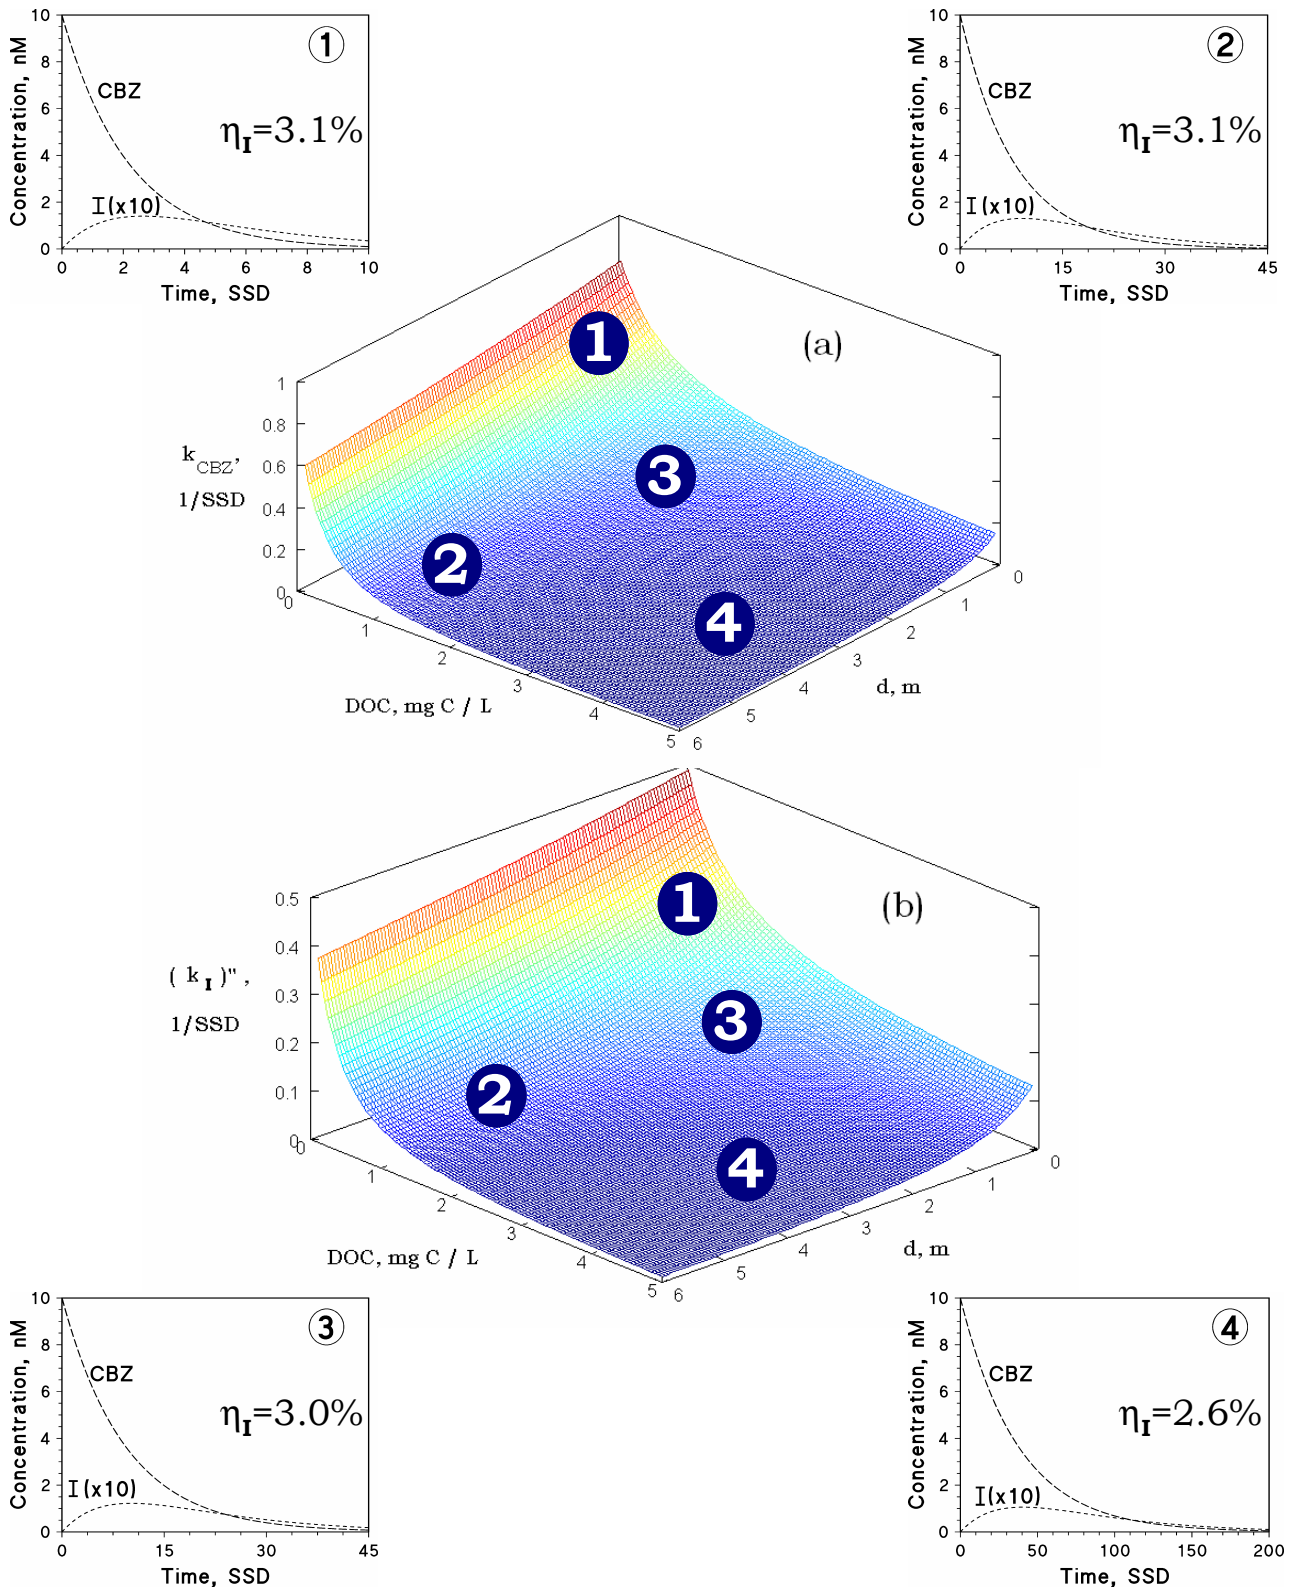 10
8
6
4
2
0
Concentration, nM
1
CBZ
ηI=3.1%
I(x10)
0 2 4 6 8 10
Time, SSD
10
8
6
4
2
0
Concentration, nM
2
CBZ
ηI=3.1%
I(x10)
0 15 30 45
Time, SSD
(a)
1
0.8
0.6
0.4
0.2
0
kCBZ,
1/SSD
1
2
3
4
0 1 2 3 4 5
DOC, mg C / L
6 5 4 3 2 1 0
d, m
(b)
0.5
0.4
0.3
0.2
0.1
0
( kI )",
1/SSD
1
2
3
4
0 1 2 3 4 5
DOC, mg C / L
6 5 4 3 2 1 0
d, m
10
8
6
4
2
0
Concentration, nM
3
CBZ
ηI=3.0%
I(x10)
0 15 30 45
Time, SSD
10
8
6
4
2
0
Concentration, nM
4
CBZ
ηI=2.6%
I(x10)
0 50 100 150 200
Time, SSD